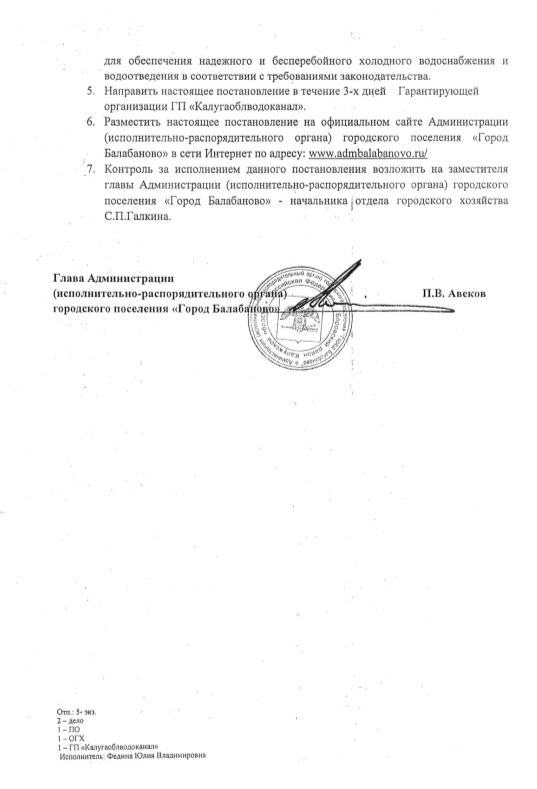 для обеспечения надежного и бесперебойного холодного водоснабжения и
водоотведения в соответствии с требованиями законодательства.
5. Направить настоящее постановление в течение 3-х дней Гарантирующей
организации ГП «Калугаоблводоканал».
6. Разместить настоящее постановление на официальном сайте Администрации
(исполнительно-распорядительного органа) городского поселения «Город
Балабаново» в сети Интернет по адресу: www.admbalabanovo.ru/
7. Контроль за исполнением данного постановления возложить на заместителя
главы Администрации (исполнительно-распорядительного органа) городского
поселения «Город Балабаново» - начальника отдела городского хозяйства
С.П.Галкина.
Глава Администрации
(исполнительно-распорядительного органа) П.В. Авеков
городского поселения «Город Балабаново»
Отп.: 5- экз.
2 – дело
1 – ПО
1 – ОГХ
1 – ГП «Калугаоблводоканал»
Исполнитель: Федина Юлия Владимировна